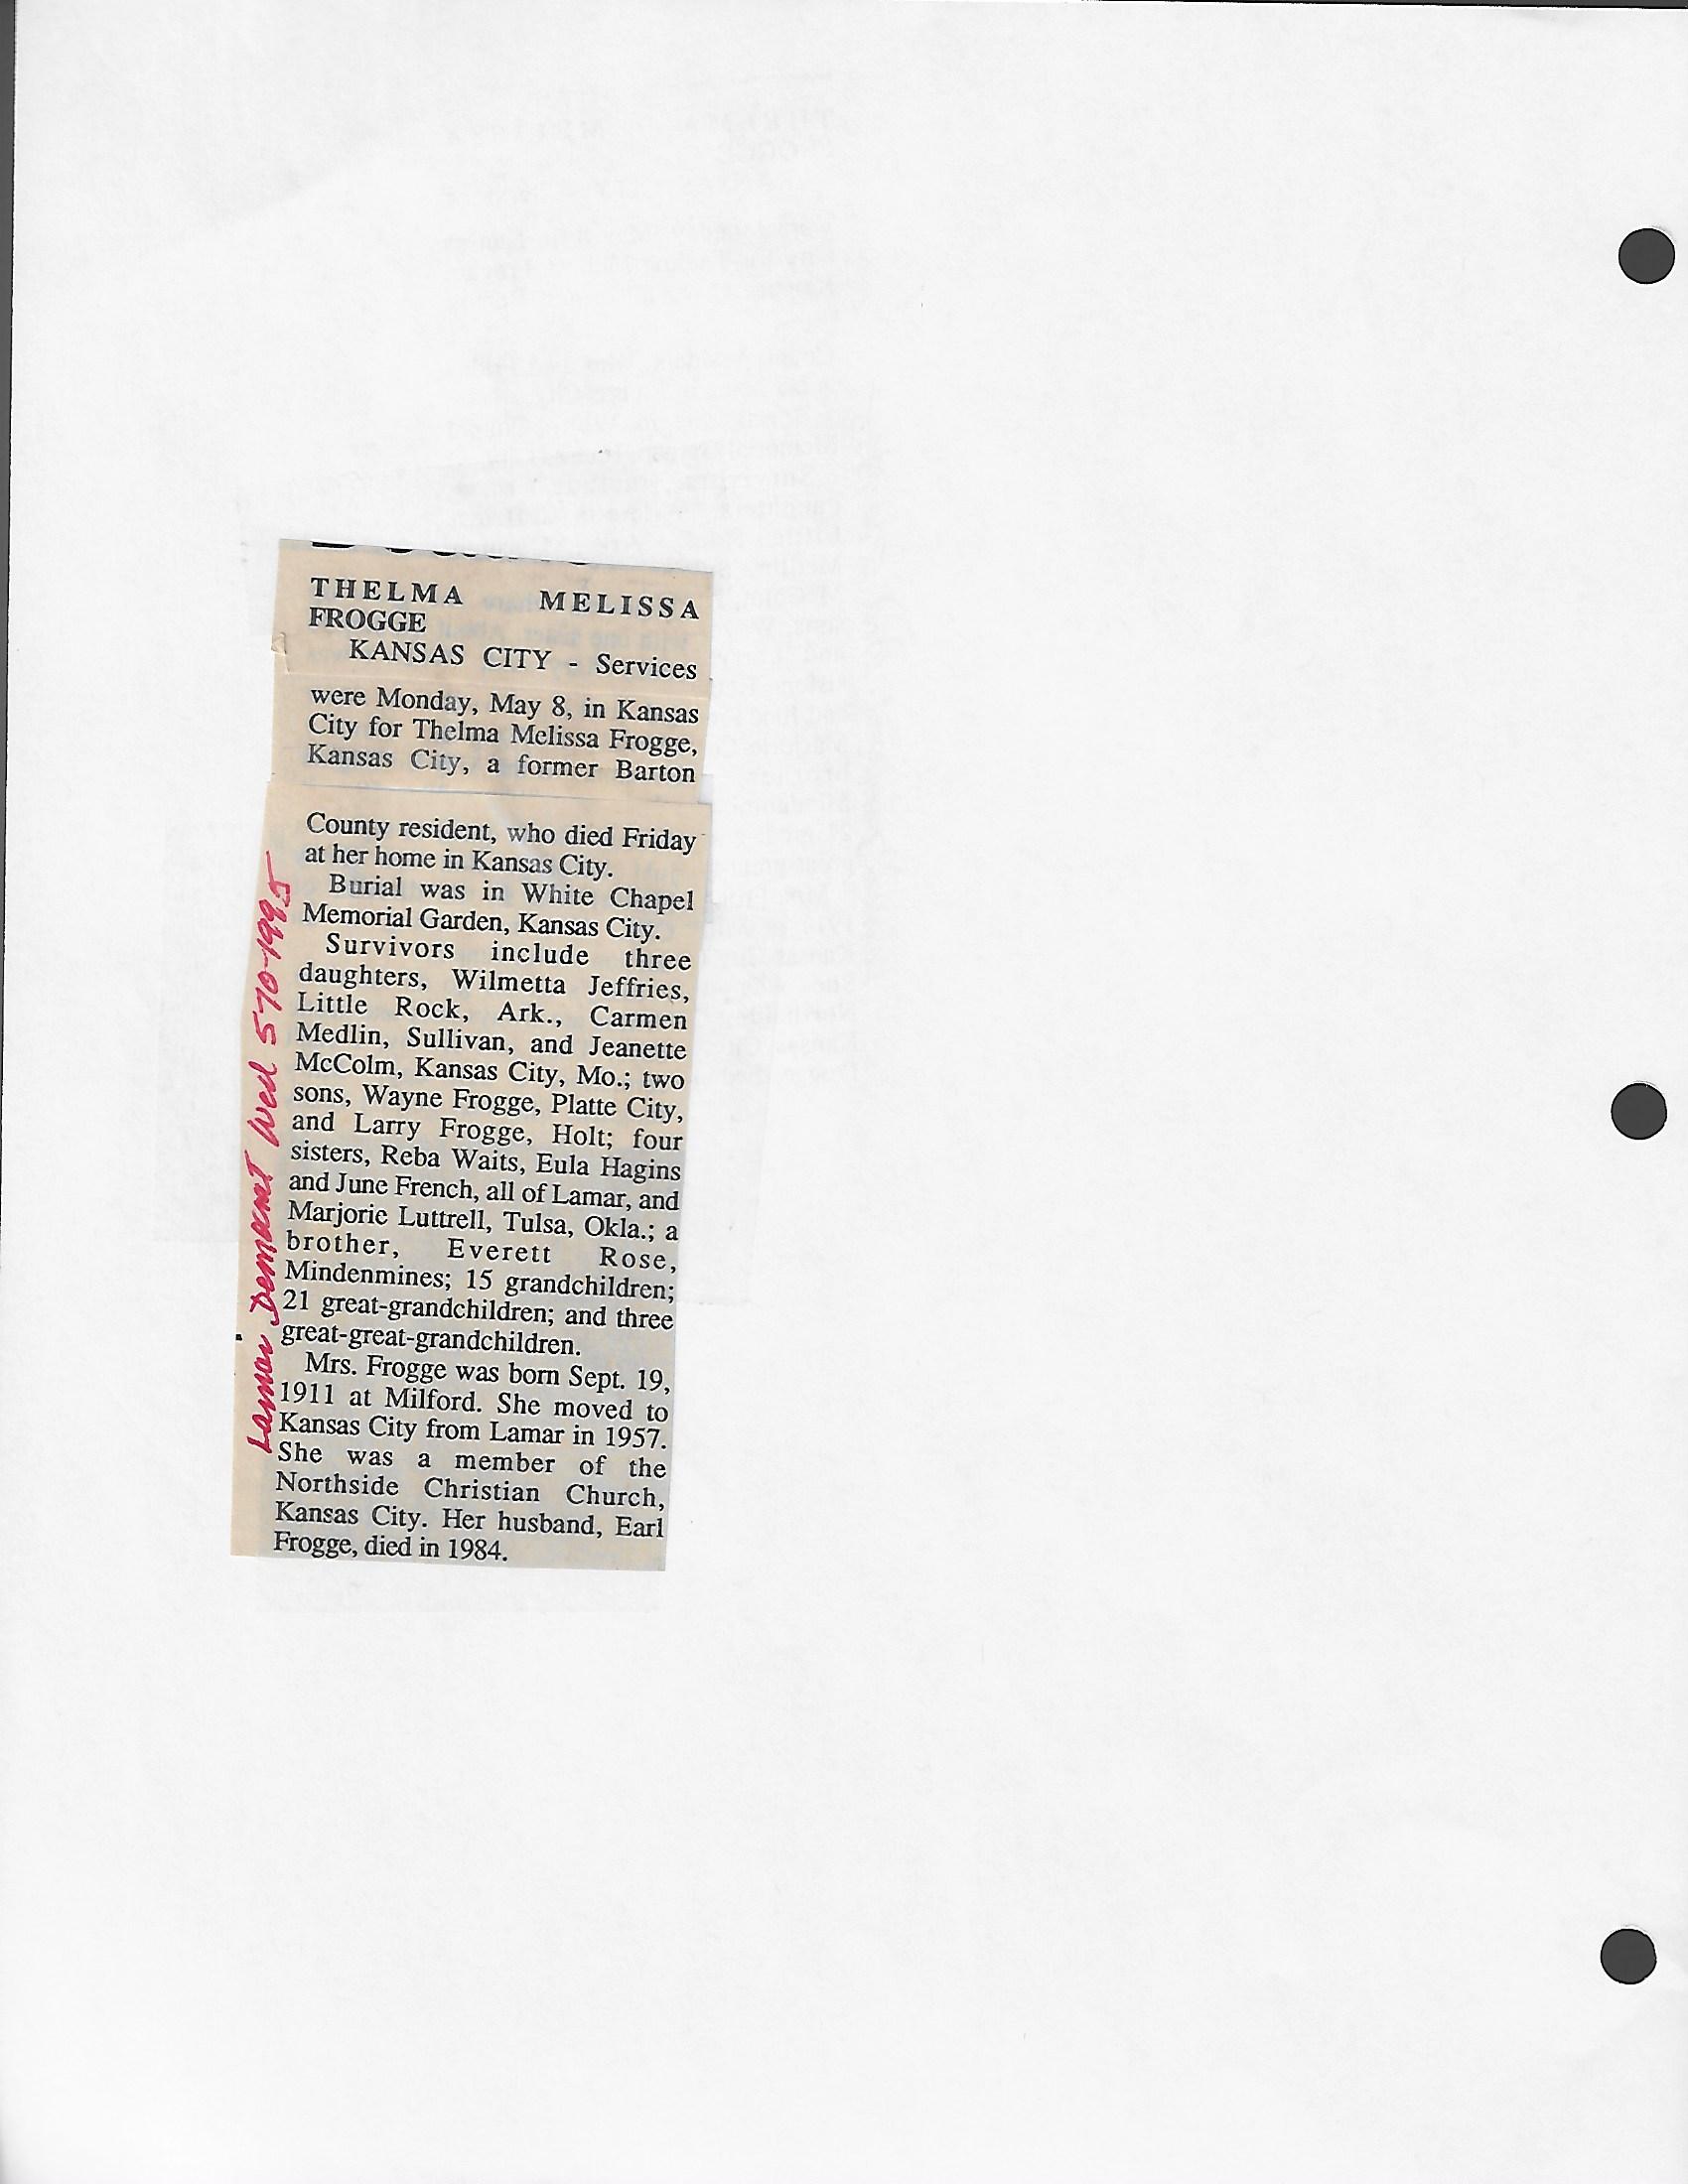 THELMA MELISSA
FROGGE
KANSAS CITY - Services
were Monday, May 8, in Kansas
City for Thelma Melissa Frogge,
Kansas City, a former Barton
County resident, who died Friday
at her home in Kansas City.
Burial was in White Chapel
Memorial Garden, Kansas City.
Survivors include three
daughters, Wilmetta Jeffries,
Little Rock, Ark., Carmen
Medlin, Sullivan, and Jeanette
McColm, Kansas City, Mo.; two
sons, Wayne Frogge, Platte City,
and Larry Frogge, Holt; four
sisters, Reba Waits, Eula Hagins
and June French, all of Lamar, and
Marjorie Luttrell, Tulsa, Okla.; a
brother, Everett Rose,
Mindenmines; 15 grandchildren;
21 great-grandchildren; and three
great-great-grandchildren.
Mrs. Frogge was born Sept. 19,
1911 at Milford. She moved to
Kansas City from Lamar in 1957.
She was a member of the
Northside Christian Church,
Kansas City. Her husband, Earl
Frogge, died in 1984.
Lamar Democrat Wed 5-10-1995